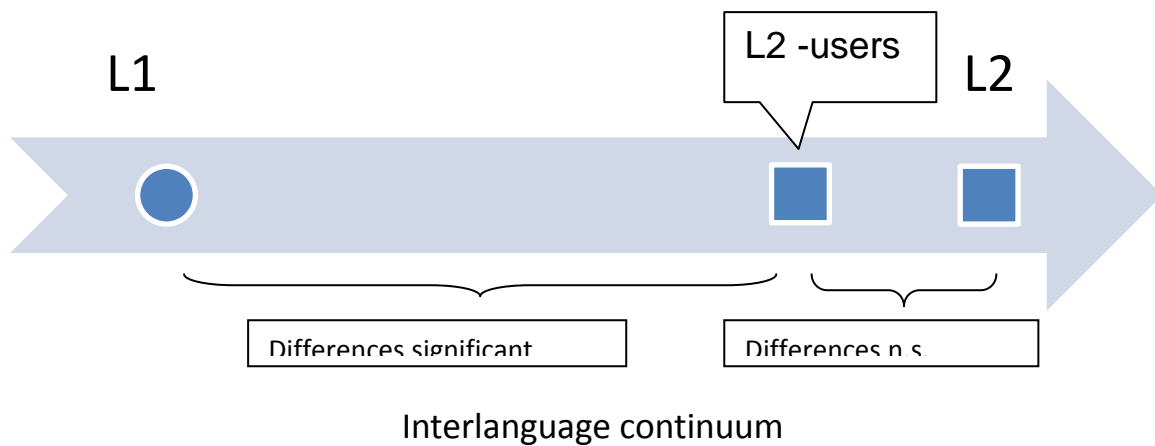 L1
L2 -users
L2
Differences significant
Differences n.s.
Interlanguage continuum